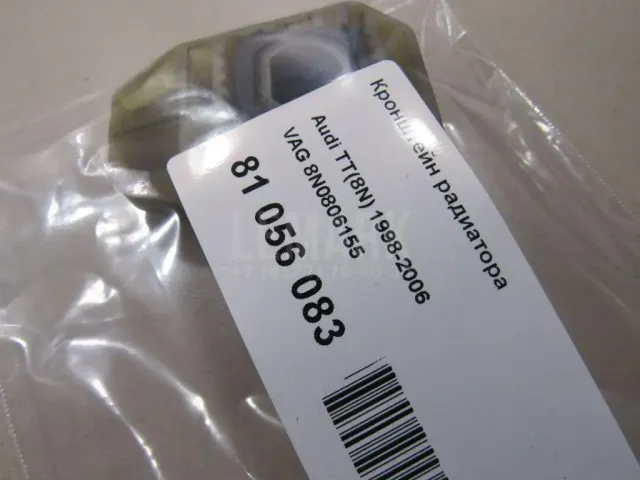 Кронштейн радиатора
Audi TT(8N) 1998-2006
VAG 8N0806155
81 056 083